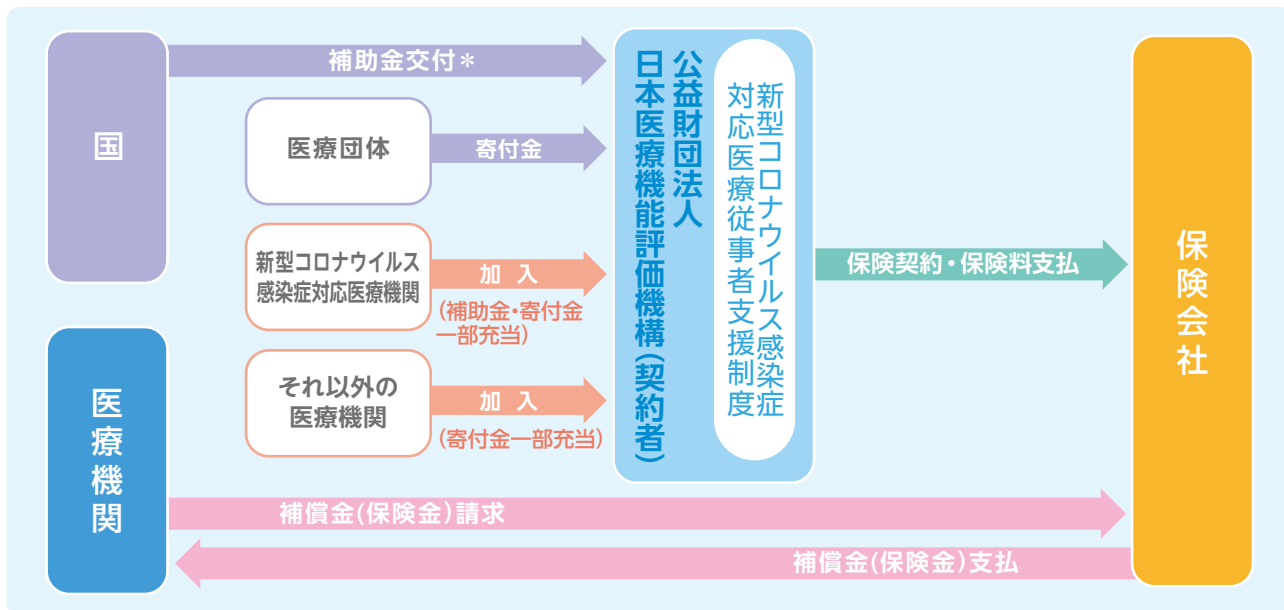 国
補助金交付＊
医療団体
寄付金
新型コロナウイルス
感染症対応医療機関
加 入
(補助金・寄付金
一部充当)
それ以外の
医療機関
加 入
(寄付金一部充当)
公益財団法人
日本医療機能評価機構(契約者)
新型コロナウイルス感染症
対応医療従事者支援制度
保険契約・保険料支払
保険会社
医療機関
補償金(保険金)請求
補償金(保険金)支払